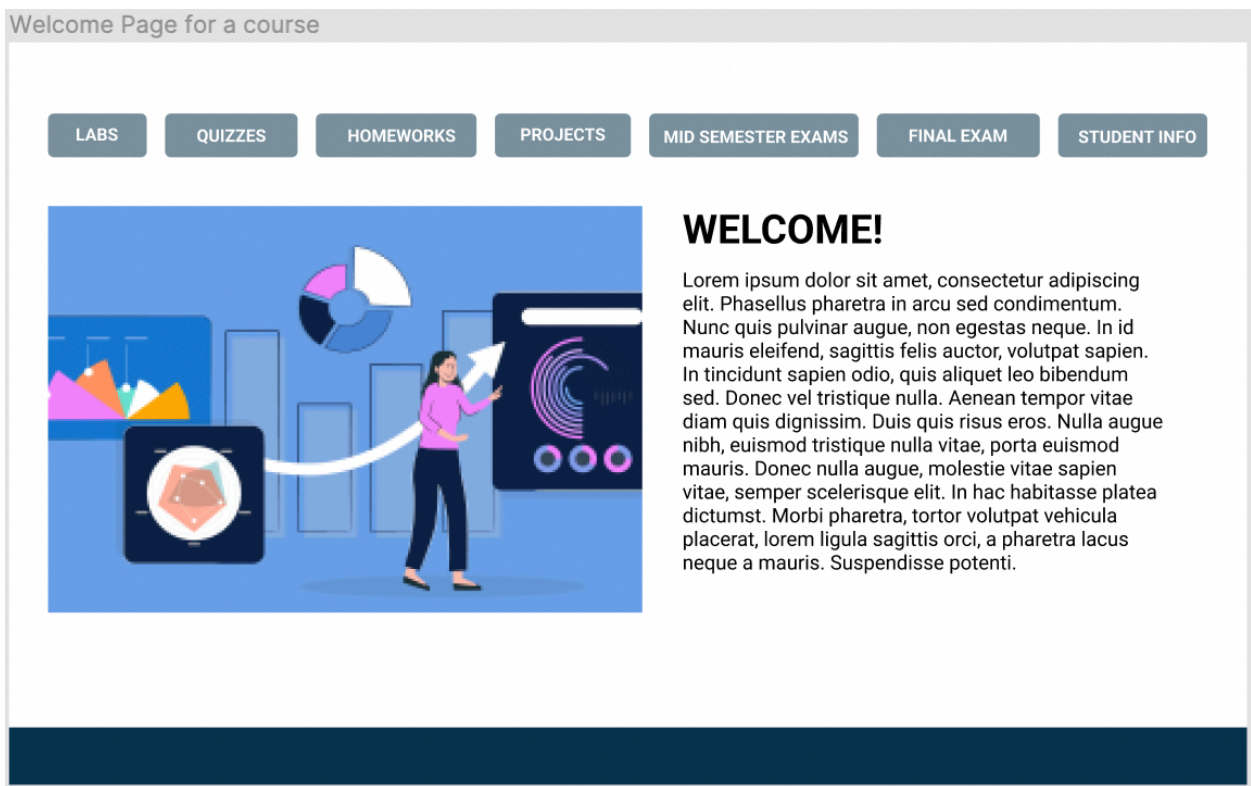 Welcome Page for a course
LABS
QUIZZES
HOMEWORKS
PROJECTS
MID SEMESTER EXAMS
FINAL EXAM
STUDENT INFO
WELCOME!
Lorem ipsum dolor sit amet, consectetur adipiscing
elit. Phasellus pharetra in arcu sed condimentum.
Nunc quis pulvinar augue, non egestas neque. In id
mauris eleifend, sagittis felis auctor, volutpat sapien.
In tincidunt sapien odio, quis aliquet leo bibendum
sed. Donec vel tristique nulla. Aenean tempor vitae
diam quis dignissim. Duis quis risus eros. Nulla augue
nibh, euismod tristique nulla vitae, porta euismod
mauris. Donec nulla augue, molestie vitae sapien
vitae, semper scelerisque elit. In hac habitasse platea
dictumst. Morbi pharetra, tortor volutpat vehicula
placerat, lorem ligula sagittis orci, a pharetra lacus
neque a mauris. Suspendisse potenti.